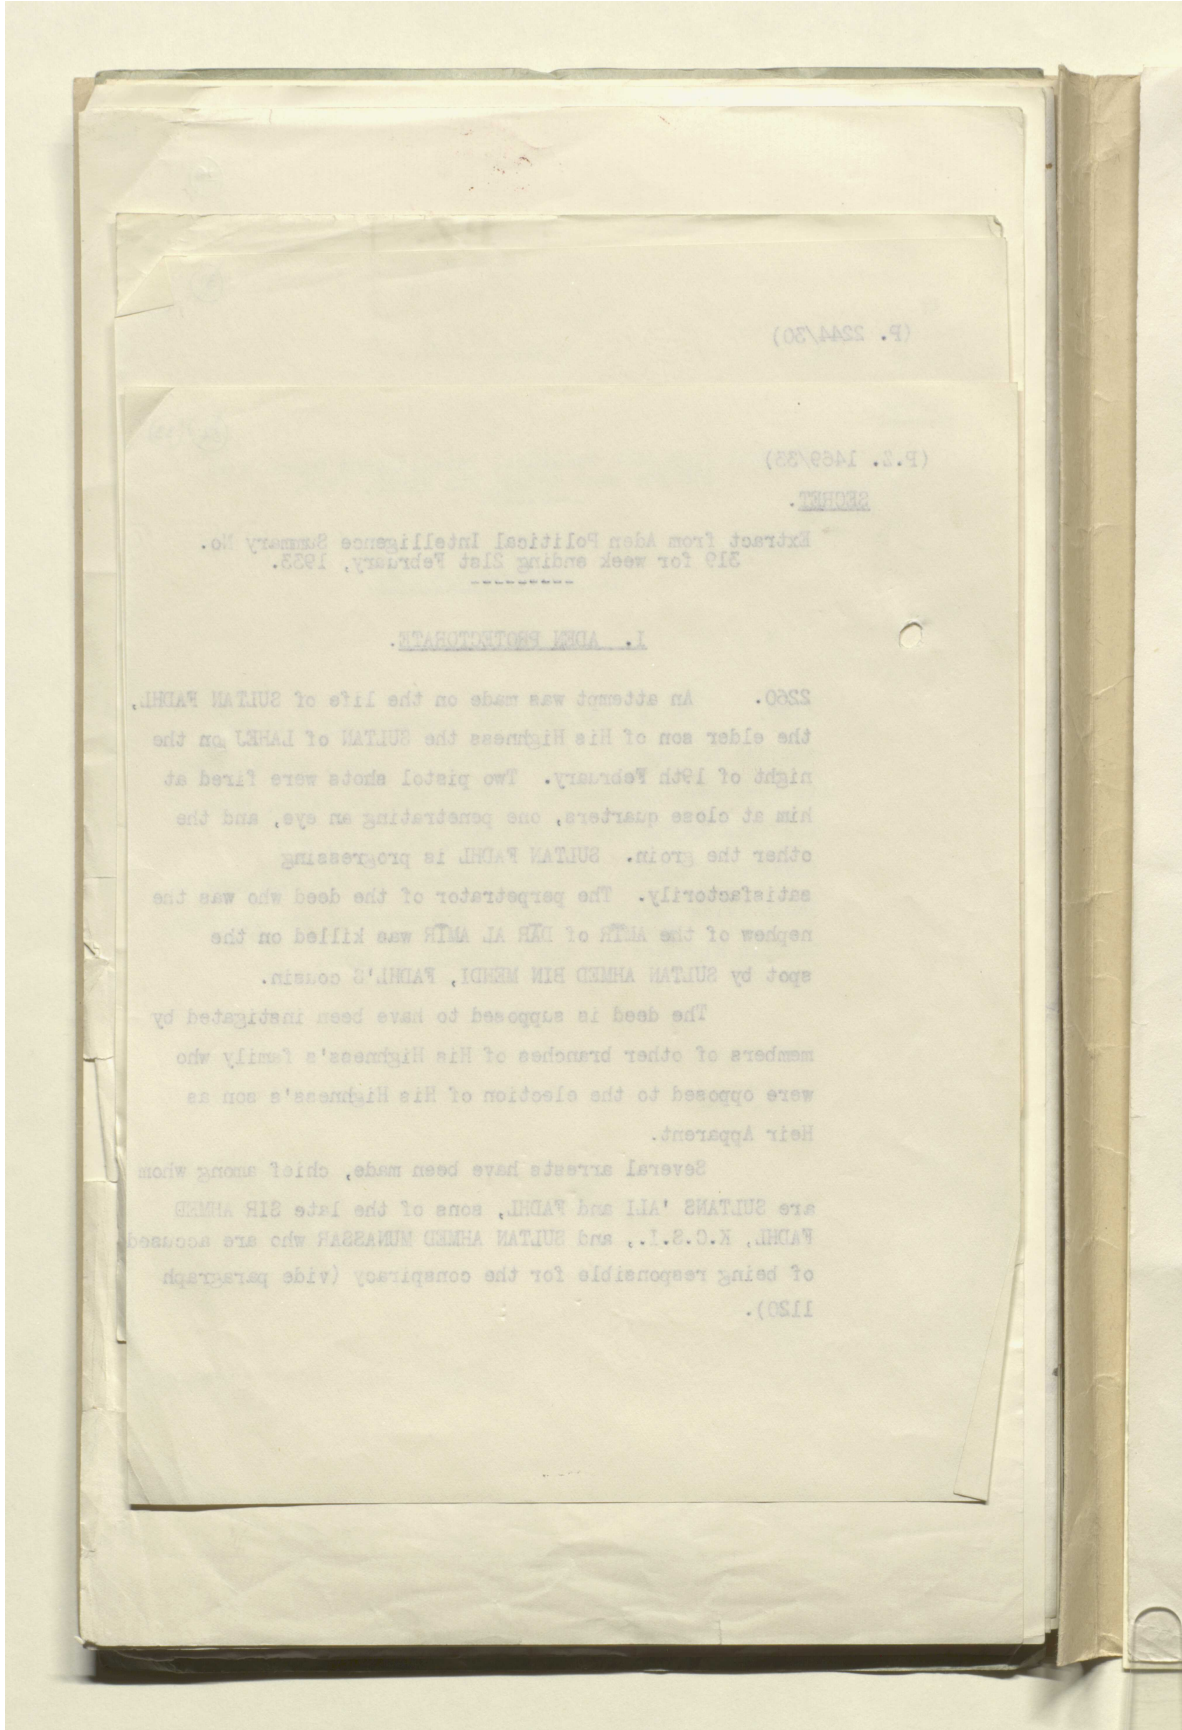 (P. 2244/30)
(P.Z. 1469/33)
SECRET.
Extract from Aden Political Intelligence Summary No.
319 for week ending 21st February, 1933.
---------
I. ADEN PROTECTORATE.
2260. An attempt was made on the life of SULTAN FADHL,
the elder son of His Highness the SULTAN of LAHEJ on the
night of 19th February. Two pistol shots were fired at
him at close quarters, one penetrating an eye, and the
other the groin. SULTAN FADHL is progressing
satisfactorily. The perpetrator of the deed who was the
nephew of the AMIR of DAR AL AMIR was killed on the
spot by SULTAN AHMED BIN MEHDI, FADHL'S cousin.
The deed is supposed to have been instigated by
members of other branches of His Highness's family who
were opposed to the election of His Highness's son as
Heir Apparent.
Several arrests have been made, chief among whom
are SULTANS 'ALI and FADHL, sons of the late SIR AHMED
FADHL, K.C.S.I., and SULTAN AHMED MUNASSAR who are accused
of being responsible for the conspiracy (vide paragraph
1120).